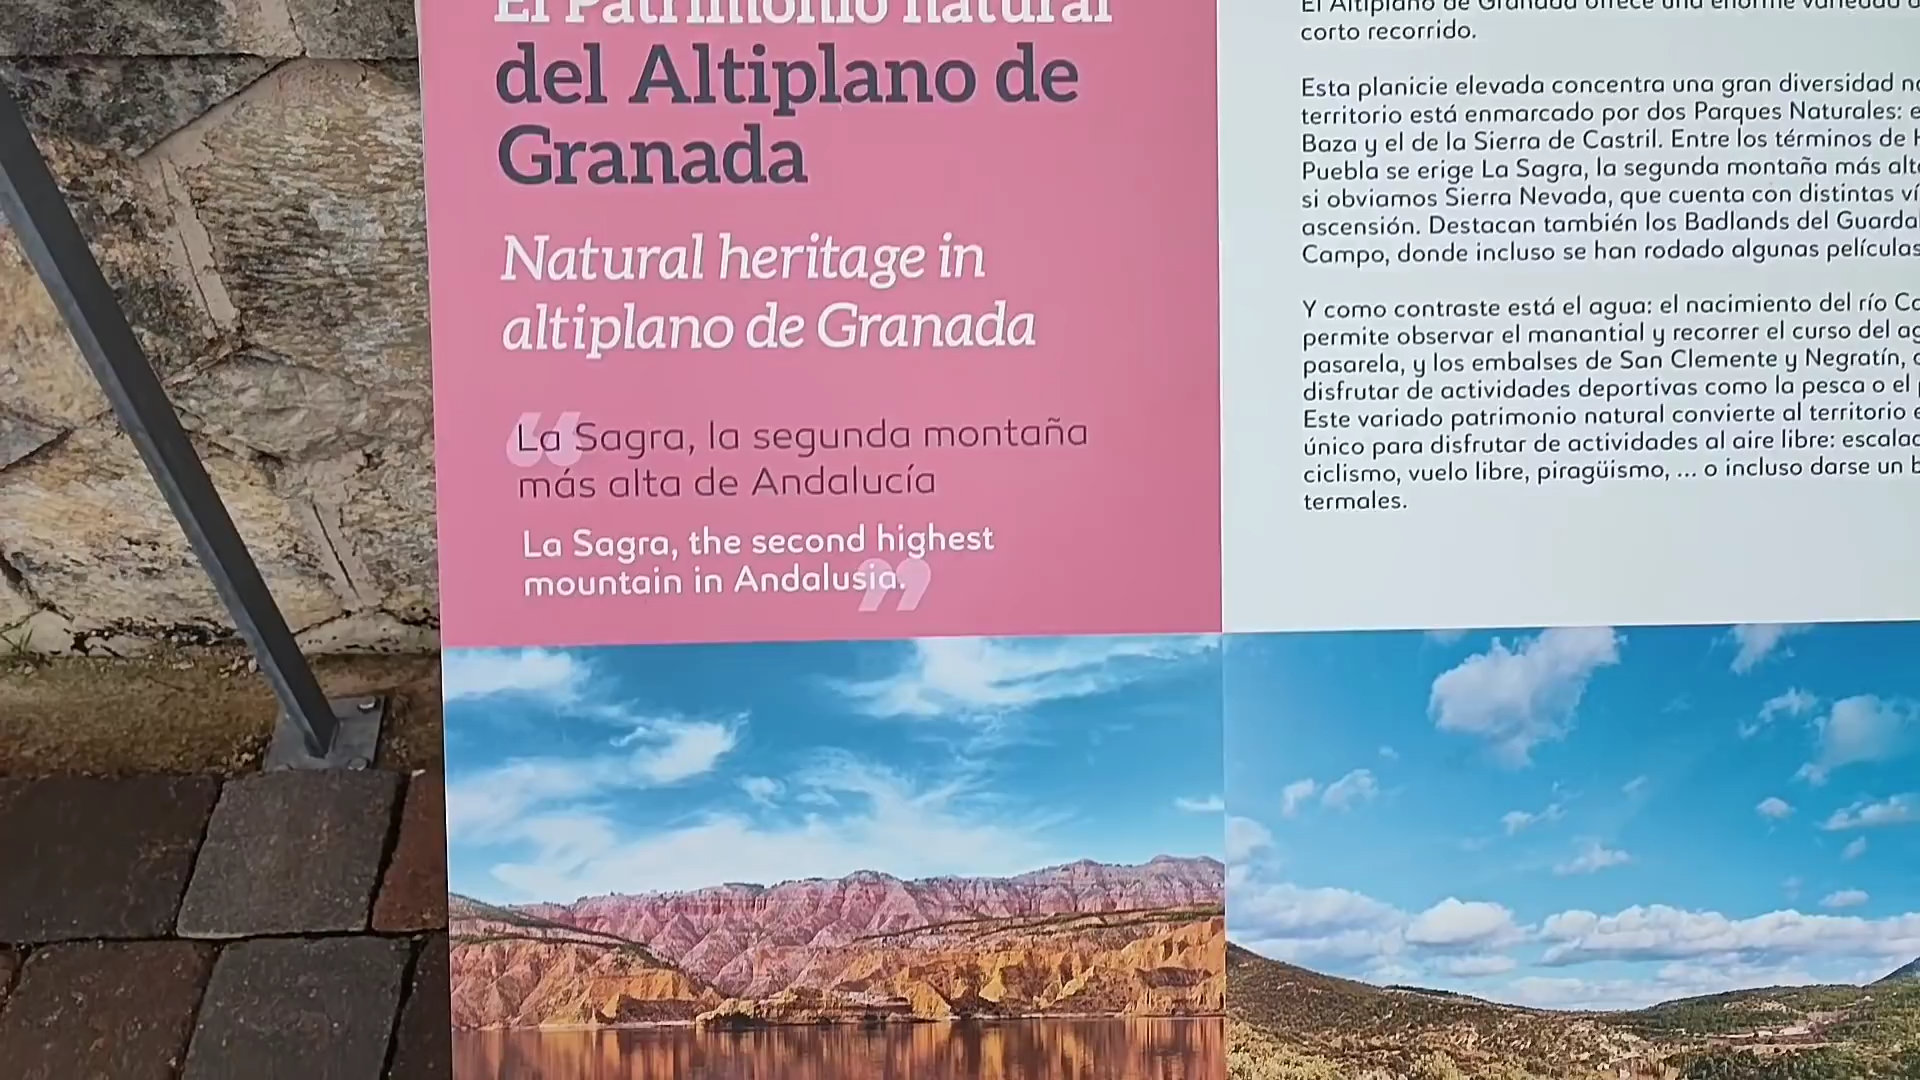 El Patrimonio natural
del Altiplano de
Granada
Natural heritage in
altiplano de Granada
“La Sagra, la segunda montaña
más alta de Andalucía
La Sagra, the second highest
mountain in Andalusia.”
El Altiplano de Granada ofrece una enorme variedad
corto recorrido.
Esta planicie elevada concentra una gran diversidad
territorio está enmarcado por dos Parques Naturales:
Baza y el de la Sierra de Castril. Entre los términos de
Puebla se erige La Sagra, la segunda montaña más
si obviamos Sierra Nevada, que cuenta con distintas
ascensión. Destacan también los Badlands del
Campo, donde incluso se han rodado algunas películas
Y como contraste está el agua: el nacimiento del río
permite observar el manantial y recorrer el curso del
pasarela, y los embalses de San Clemente y Negratín,
disfrutar de actividades deportivas como la pesca o el
Este variado patrimonio natural convierte al territorio
único para disfrutar de actividades al aire libre:
ciclismo, vuelo libre, piragüismo, ... o incluso darse un
termales.